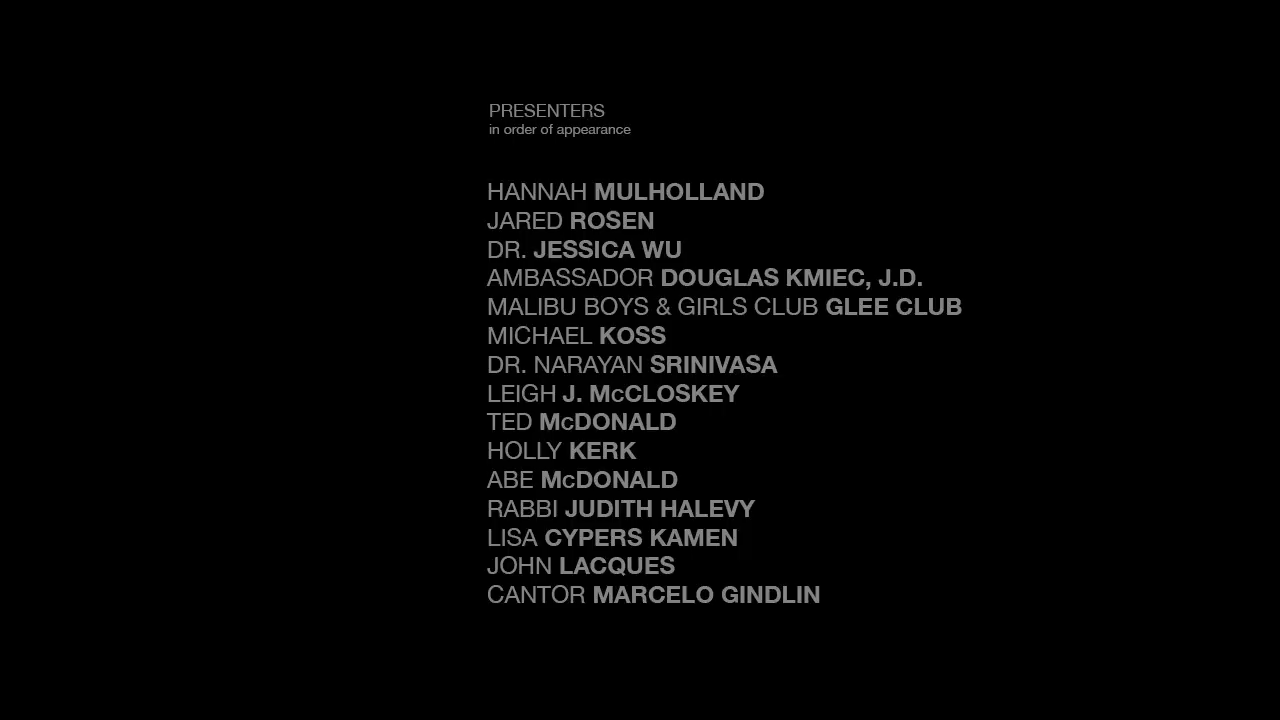 PRESENTERS
in order of appearance
HANNAH MULHOLLAND
JARED ROSEN
DR. JESSICA WU
AMBASSADOR DOUGLAS KMIEC, J.D.
MALIBU BOYS & GIRLS CLUB GLEE CLUB
MICHAEL KOSS
DR. NARAYAN SRINIVASA
LEIGH J. McCLOSKEY
TED McDONALD
HOLLY KERK
ABE McDONALD
RABBI JUDITH HALEVY
LISA CYPERS KAMEN
JOHN LACQUES
CANTOR MARCELO GINDLIN